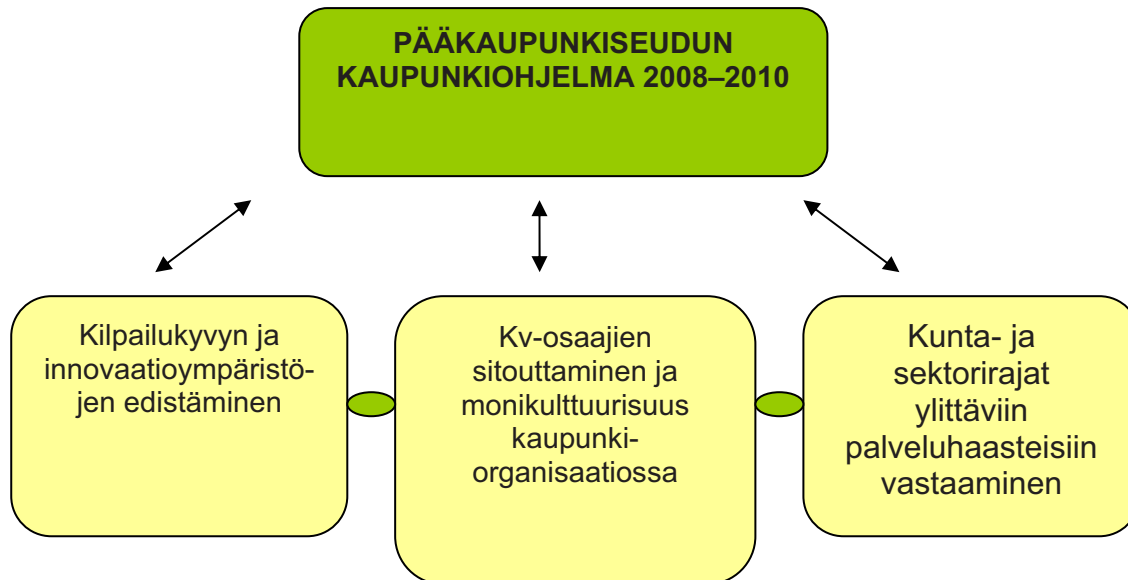 PÄÄKAUPUNKISEUDUN
KAUPUNKIOHJELMA 2008–2010
Kilpailukyvyn ja
innovaatioympäristö-
jen edistäminen
Kv-osaajien
sitouttaminen ja
monikulttuurisuus
kaupunki-
organisaatiossa
Kunta- ja
sektorirajat
ylittäviin
palveluhaasteisiin
vastaaminen